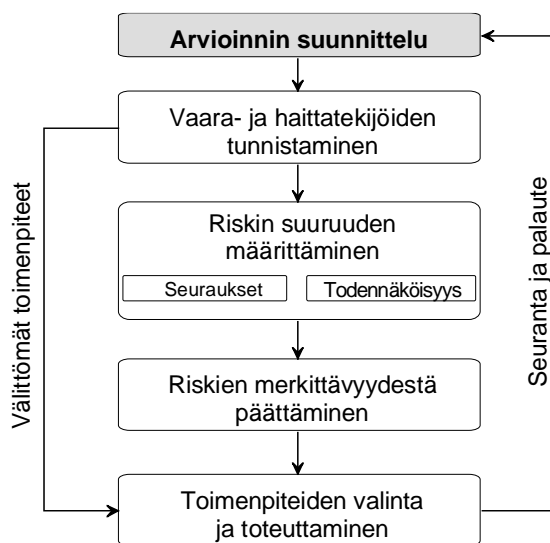 Arvioinnin suunnittelu
Vaara- ja haittatekijöiden
tunnistaminen
Riskin suuruuden
määrittäminen
Seuraukset
Todennäköisyys
Riskien merkittävyydestä
päättäminen
Toimenpiteiden valinta
ja toteuttaminen
Välittömät toimenpiteet
Seuranta ja palaute